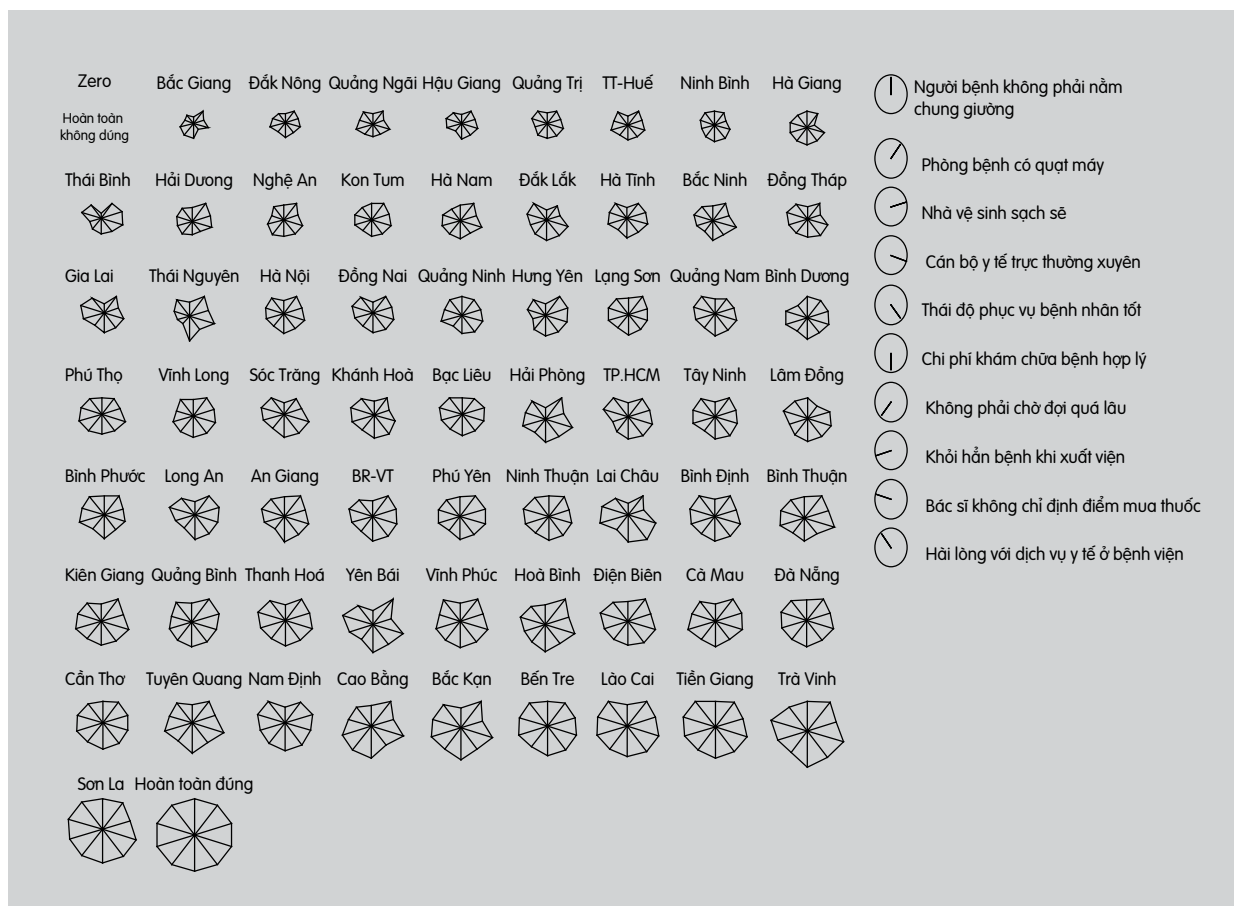 Zero Bắc Giang Đắk Nông Quảng Ngãi Hậu Giang Quảng Trị TT-Huế Ninh Bình Hà Giang
Hoàn toàn
không dúng
Thái Bình Hải Dương Nghệ An Kon Tum Hà Nam Đắk Lắk Hà Tĩnh Bắc Ninh Đồng Tháp
Gia Lai Thái Nguyên Hà Nội Đồng Nai Quảng Ninh Hưng Yên Lạng Sơn Quảng Nam Bình Dương
Phú Thọ Vĩnh Long Sóc Trăng Khánh Hoà Bạc Liêu Hải Phòng TP.HCM Tây Ninh Lâm Đồng
Bình Phước Long An An Giang BR-VT Phú Yên Ninh Thuận Lai Châu Bình Định Bình Thuận
Kiên Giang Quảng Bình Thanh Hoá Yên Bái Vĩnh Phúc Hoà Bình Điện Biên Cà Mau Đà Nẵng
Cần Thơ Tuyên Quang Nam Định Cao Bằng Bắc Kạn Bến Tre Lào Cai Tiền Giang Trà Vinh
Sơn La Hoàn toàn đúng
Người bệnh không phải nằm
chung giường
Phòng bệnh có quạt máy
Nhà vệ sinh sạch sẽ
Cán bộ y tế trực thường xuyên
Thái độ phục vụ bệnh nhân tốt
Chi phí khám chữa bệnh hợp lý
Không phải chờ đợi quá lâu
Khỏi hẳn bệnh khi xuất viện
Bác sĩ không chỉ định điểm mua thuốc
Hài lòng với dịch vụ y tế ở bệnh viện